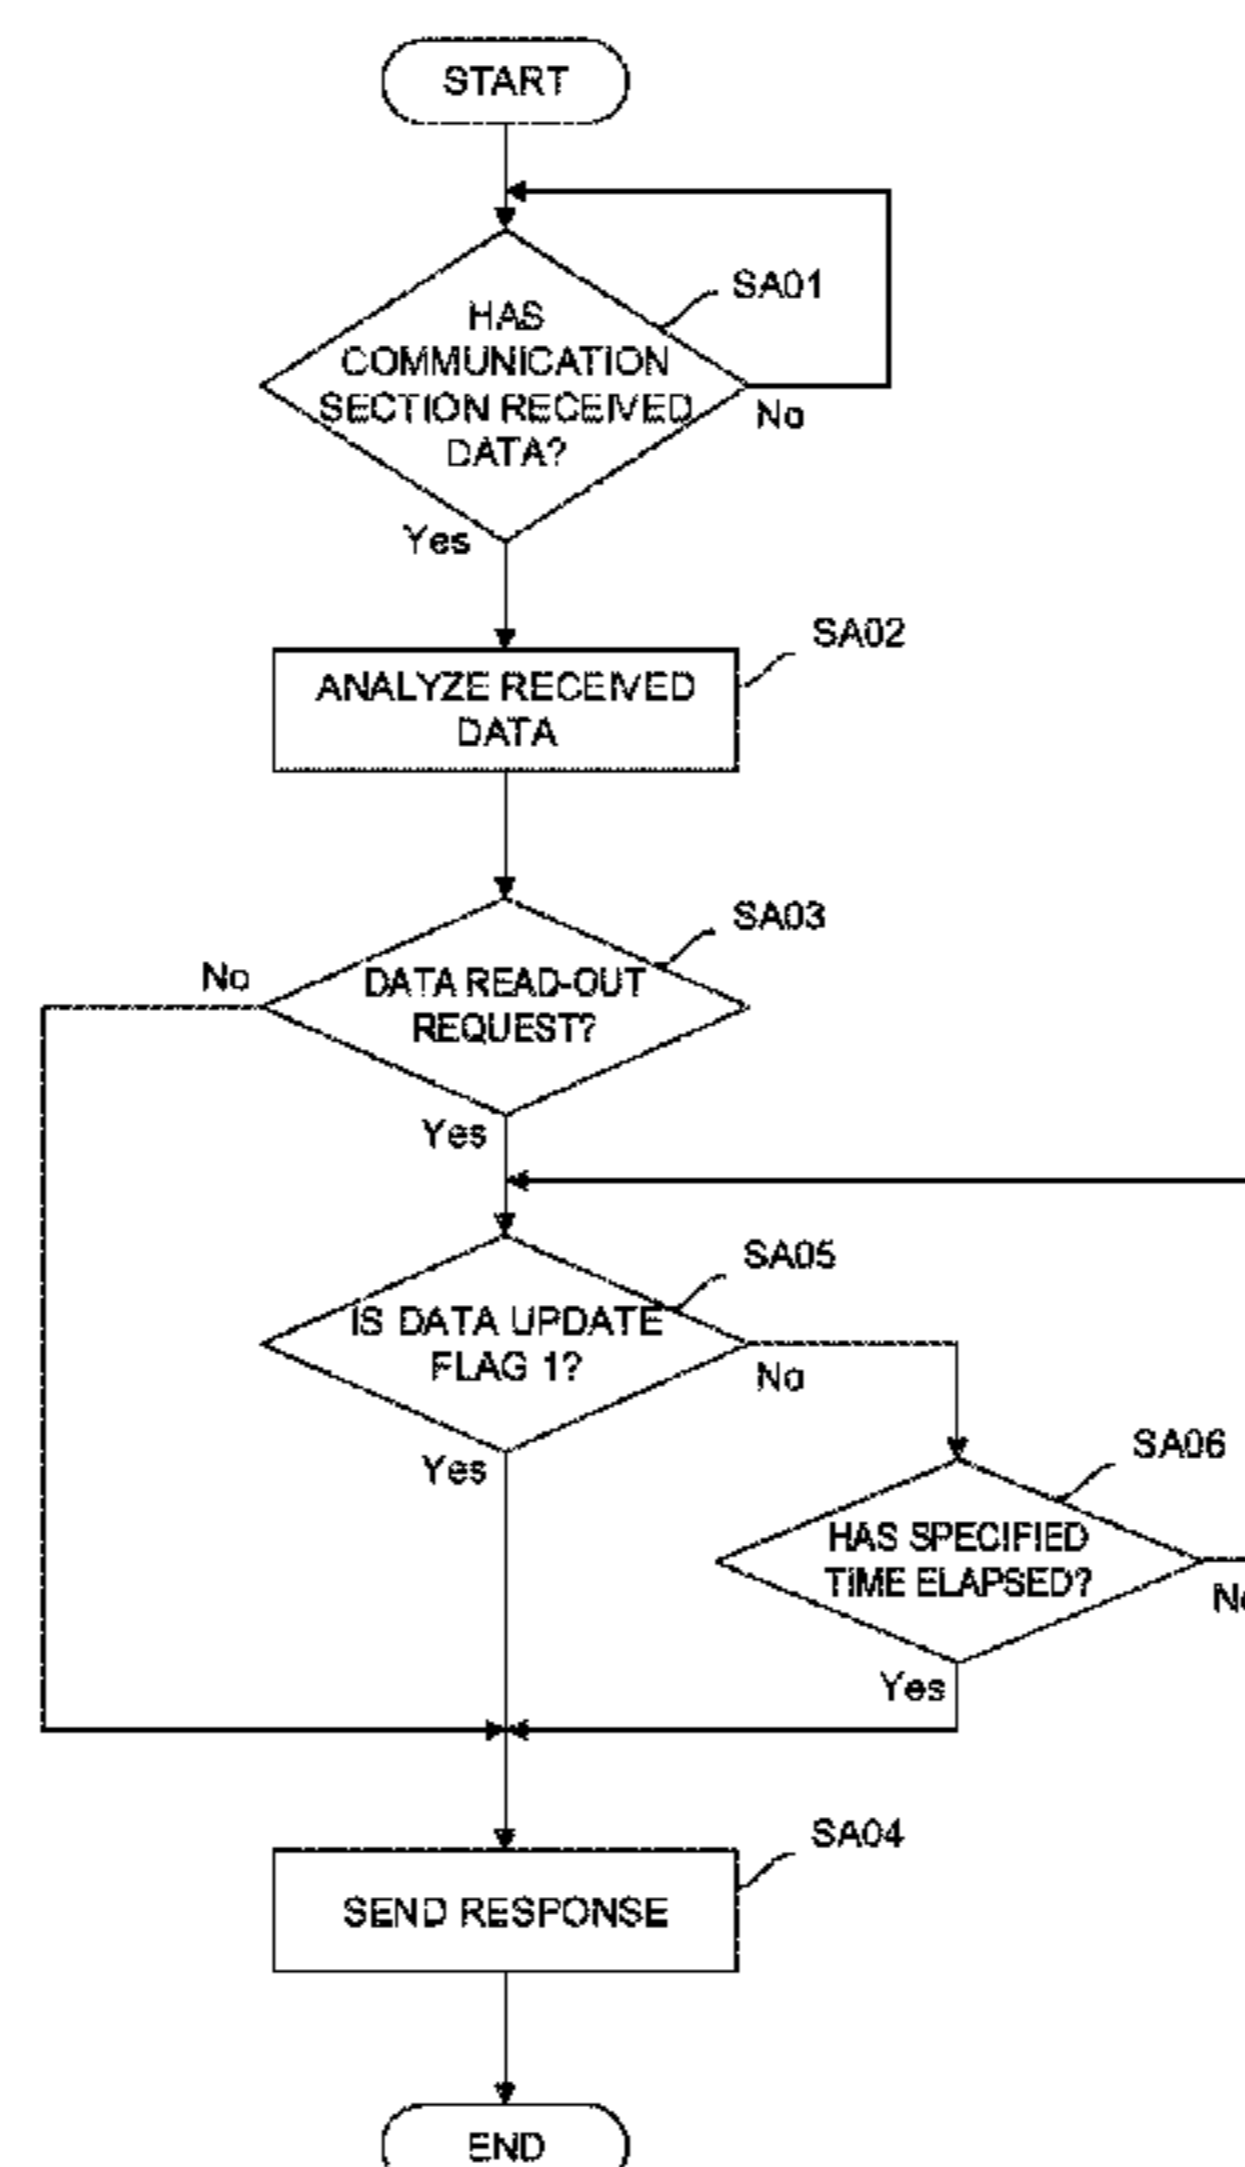 START
SA01
HAS
COMMUNICATION
SECTION RECEIVED
DATA?
No
Yes
SA02
ANALYZE RECEIVED
DATA
SA03
No
DATA READ-OUT
REQUEST?
Yes
SA05
IS DATA UPDATE
FLAG 1?
No
Yes
SA06
HAS SPECIFIED
TIME ELAPSED?
No
Yes
SA04
SEND RESPONSE
END